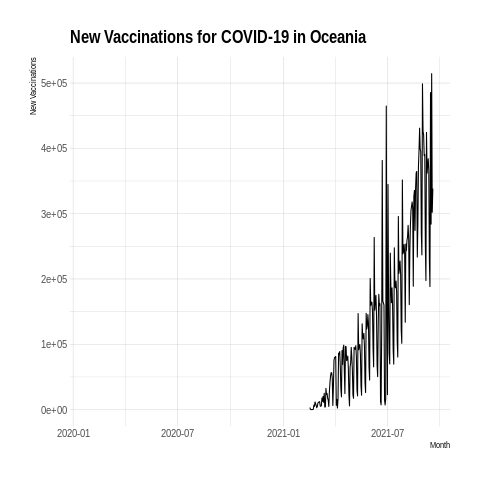 New Vaccinations for COVID-19 in Oceania
New Vaccinations
5e+05
4e+05
3e+05
2e+05
1e+05
0e+00
2020-01 2020-07 2021-01 2021-07
Month